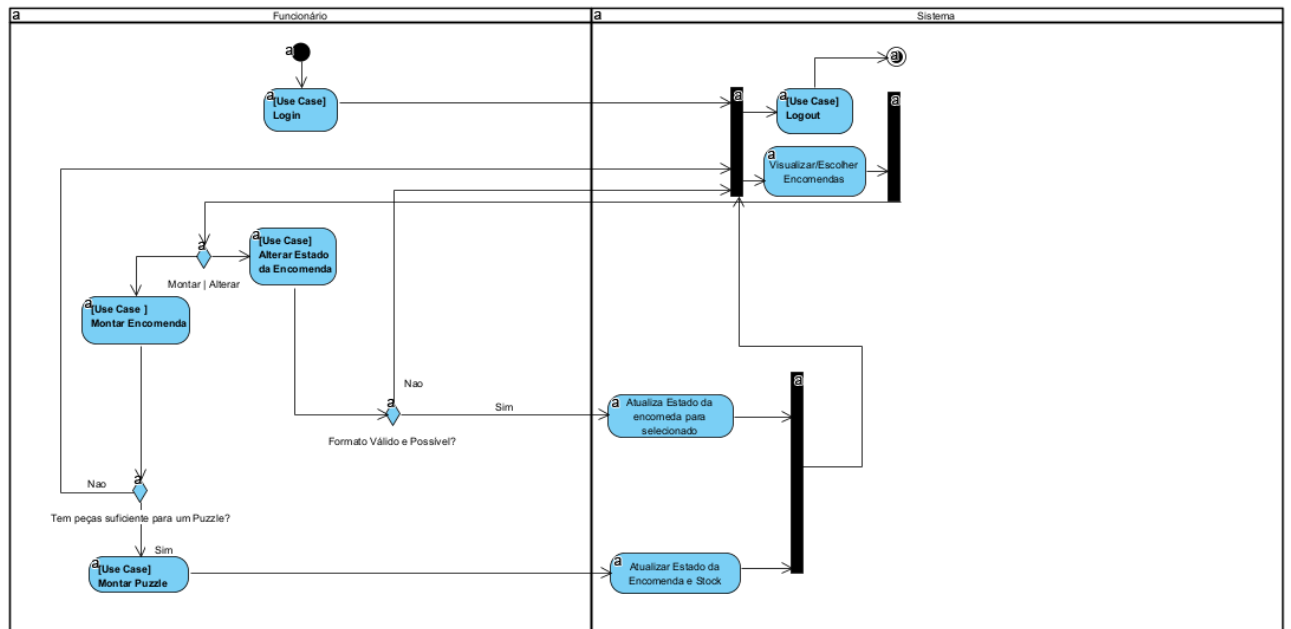 a
Funcionário
a
Sistema
a
a
a
[Use Case]
Login
a
a
[Use Case]
Logout
a
a
Visualizar/Escolher
Encomendas
a
[Use Case]
Alterar Estado
da Encomenda
a
Montar | Alterar
a
[Use Case ]
Montar Encomenda
Nao
a
Sim
Formato Válido e Possível?
a
Atualiza Estado da
encomeda para
selecionado
a
Nao
a
Tem peças suficiente para um Puzzle?
Sim
a
[Use Case]
Montar Puzzle
a
Atualizar Estado da
Encomenda e Stock